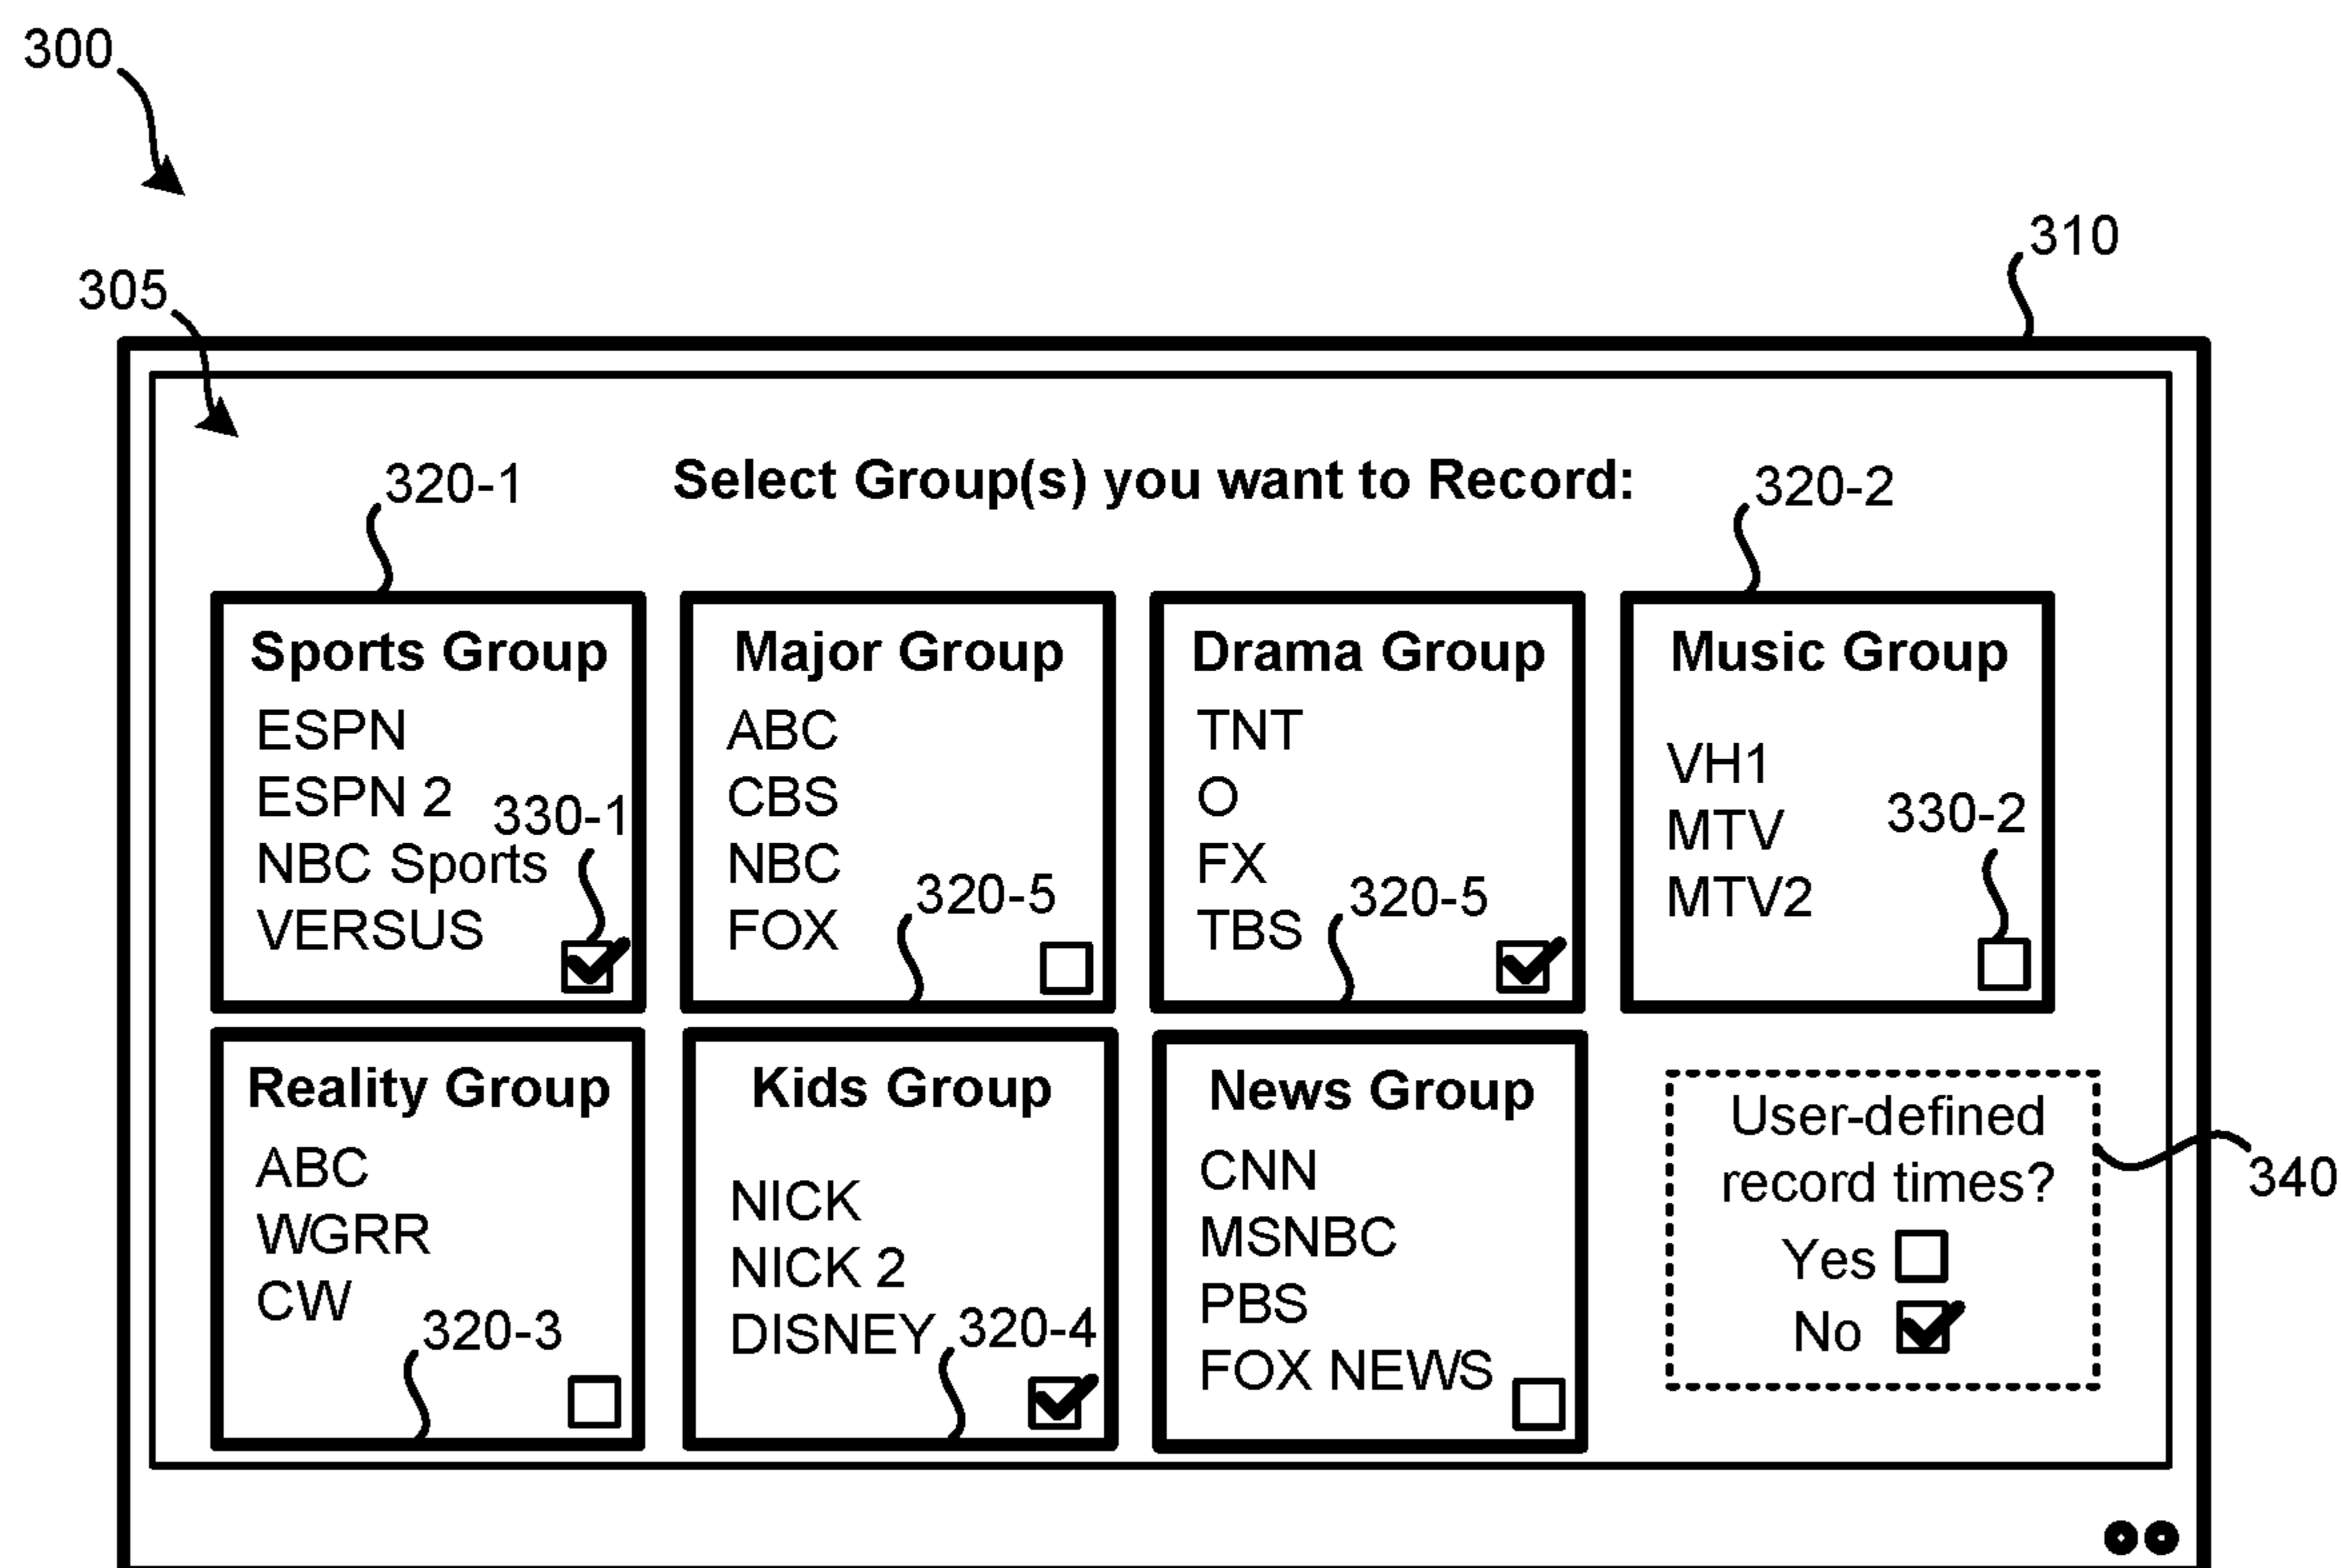 300
310
305
320-1
Select Group(s) you want to Record:
320-2
Sports Group
ESPN
ESPN 2
330-1
NBC Sports
VERSUS
Major Group
ABC
CBS
NBC
320-5
FOX
Drama Group
TNT
O
FX
320-5
TBS
Music Group
VH1
330-2
MTV
MTV2
Reality Group
ABC
WGRR
CW
320-3
Kids Group
NICK
NICK 2
DISNEY
320-4
News Group
CNN
MSNBC
PBS
FOX NEWS
User-defined
record times?
340
Yes
No